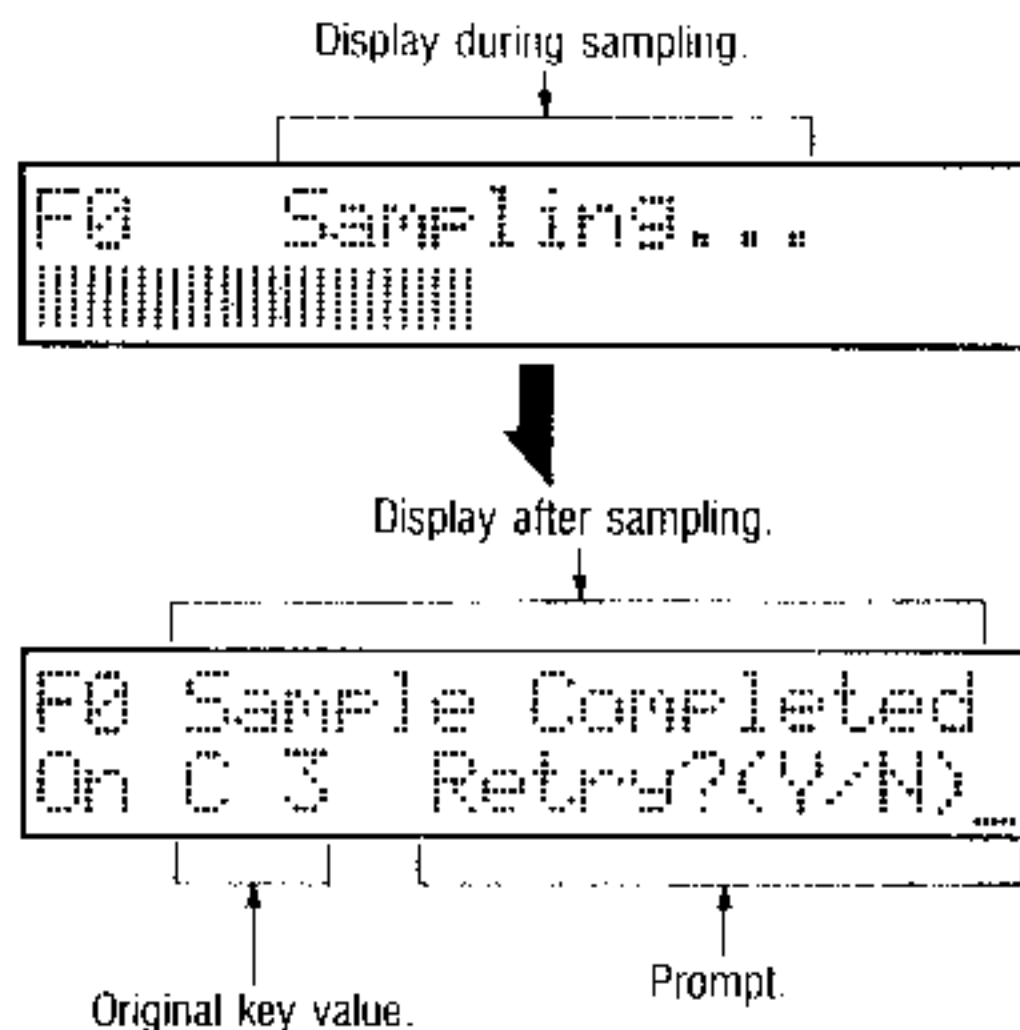 Display during sampling.
F0 Sampling...
Display after sampling.
F0 Sample Completed
On C 3 Retry?(Y/N)_
Original key value.
Prompt.